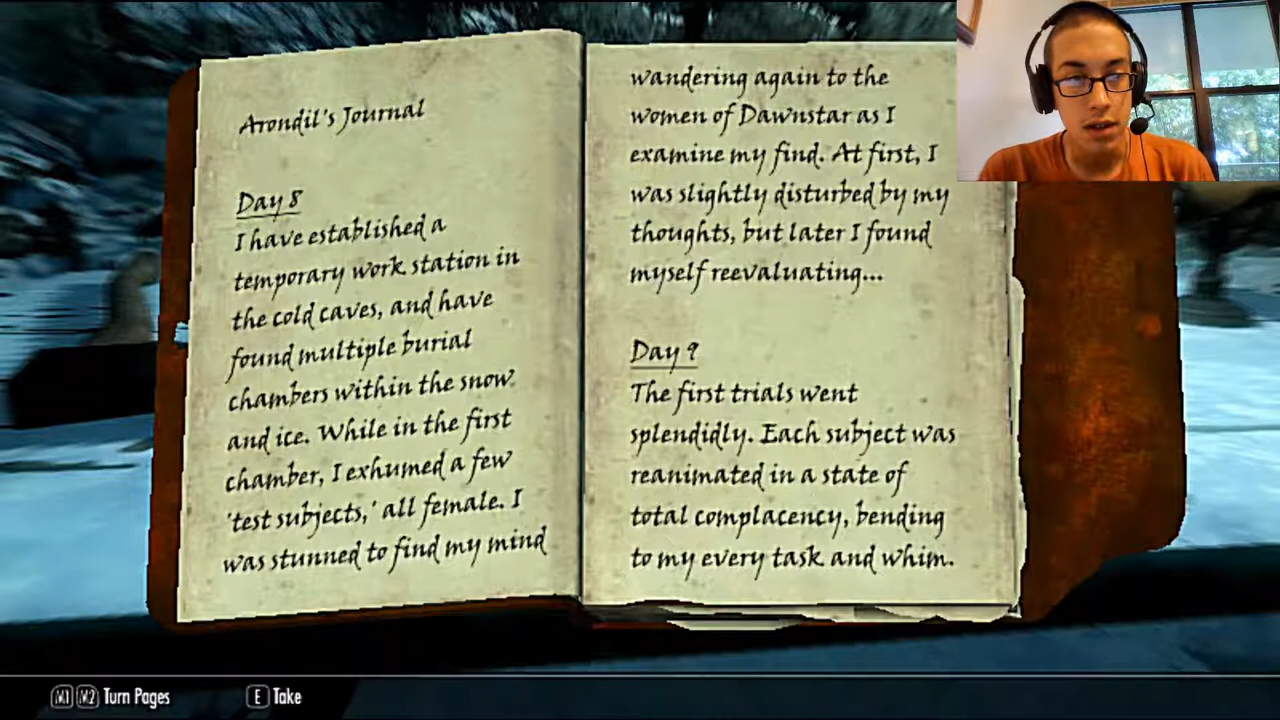 Arondil's Journal
Day 8
I have established a
temporary work station in
the cold caves, and have
found multiple burial
chambers within the snow
and ice. While in the first
chamber, I exhumed a few
'test subjects,' all female. I
was stunned to find my mind
wandering again to the
women of Dawnstar as I
examine my find. At first, I
was slightly disturbed by my
thoughts, but later I found
myself reevaluating...
Day 9
The first trials went
splendidly. Each subject was
reanimated in a state of
total complacency, bending
to my every task and whim.
M1 M2 Turn Pages E Take